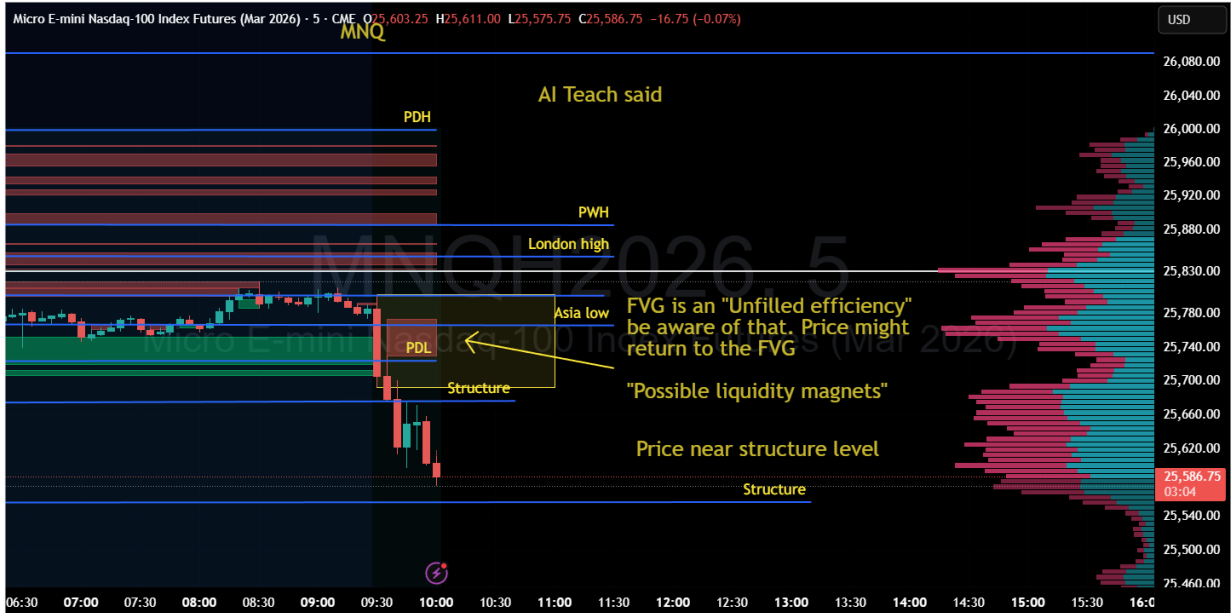 Micro E-mini Nasdaq-100 Index Futures (Mar 2026) · 5 · CME O25,603.25 H25,611.00 L25,575.75 C25,586.75 −16.75 (−0.07%)
USD
MNQ
26,080.00
AI Teach said
26,040.00
PDH
26,000.00
25,960.00
25,920.00
PWH
25,880.00
London high
MNQH2026, 5
25,830.00
FVG is an "Unfilled efficiency"
be aware of that. Price might
return to the FVG
Asia low
25,780.00
Micro E-mini Nasdaq-100 Index Futures (Mar 2026)
PDL
25,740.00
25,700.00
Structure
"Possible liquidity magnets"
25,660.00
Price near structure level
25,620.00
25,586.75
03:04
Structure
25,540.00
25,500.00
25,460.00
06:30 07:00 07:30 08:00 08:30 09:00 09:30 10:00 10:30 11:00 11:30 12:00 12:30 13:00 13:30 14:00 14:30 15:00 15:30 16:0